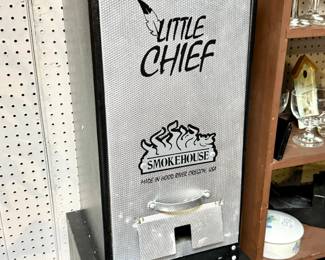 LITTLE
CHIEF
SMOKEHOUSE
MADE IN HOOD RIVER, OREGON, USA